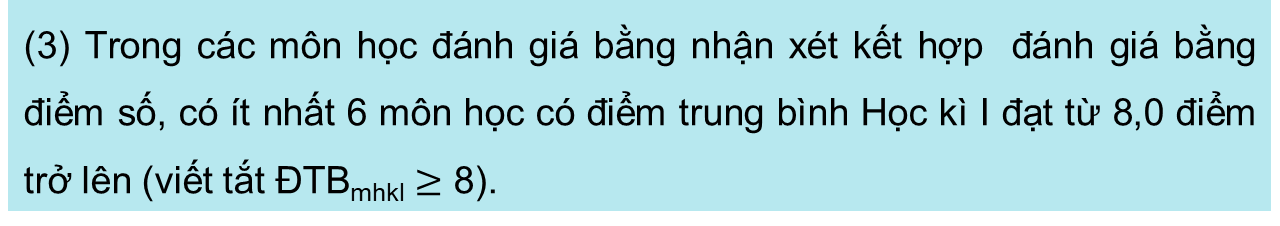 (3) Trong các môn học đánh giá bằng nhận xét kết hợp đánh giá bằng
điểm số, có ít nhất 6 môn học có điểm trung bình Học kì I đạt từ 8,0 điểm
trở lên (viết tắt ĐTBmhkI ≥ 8).